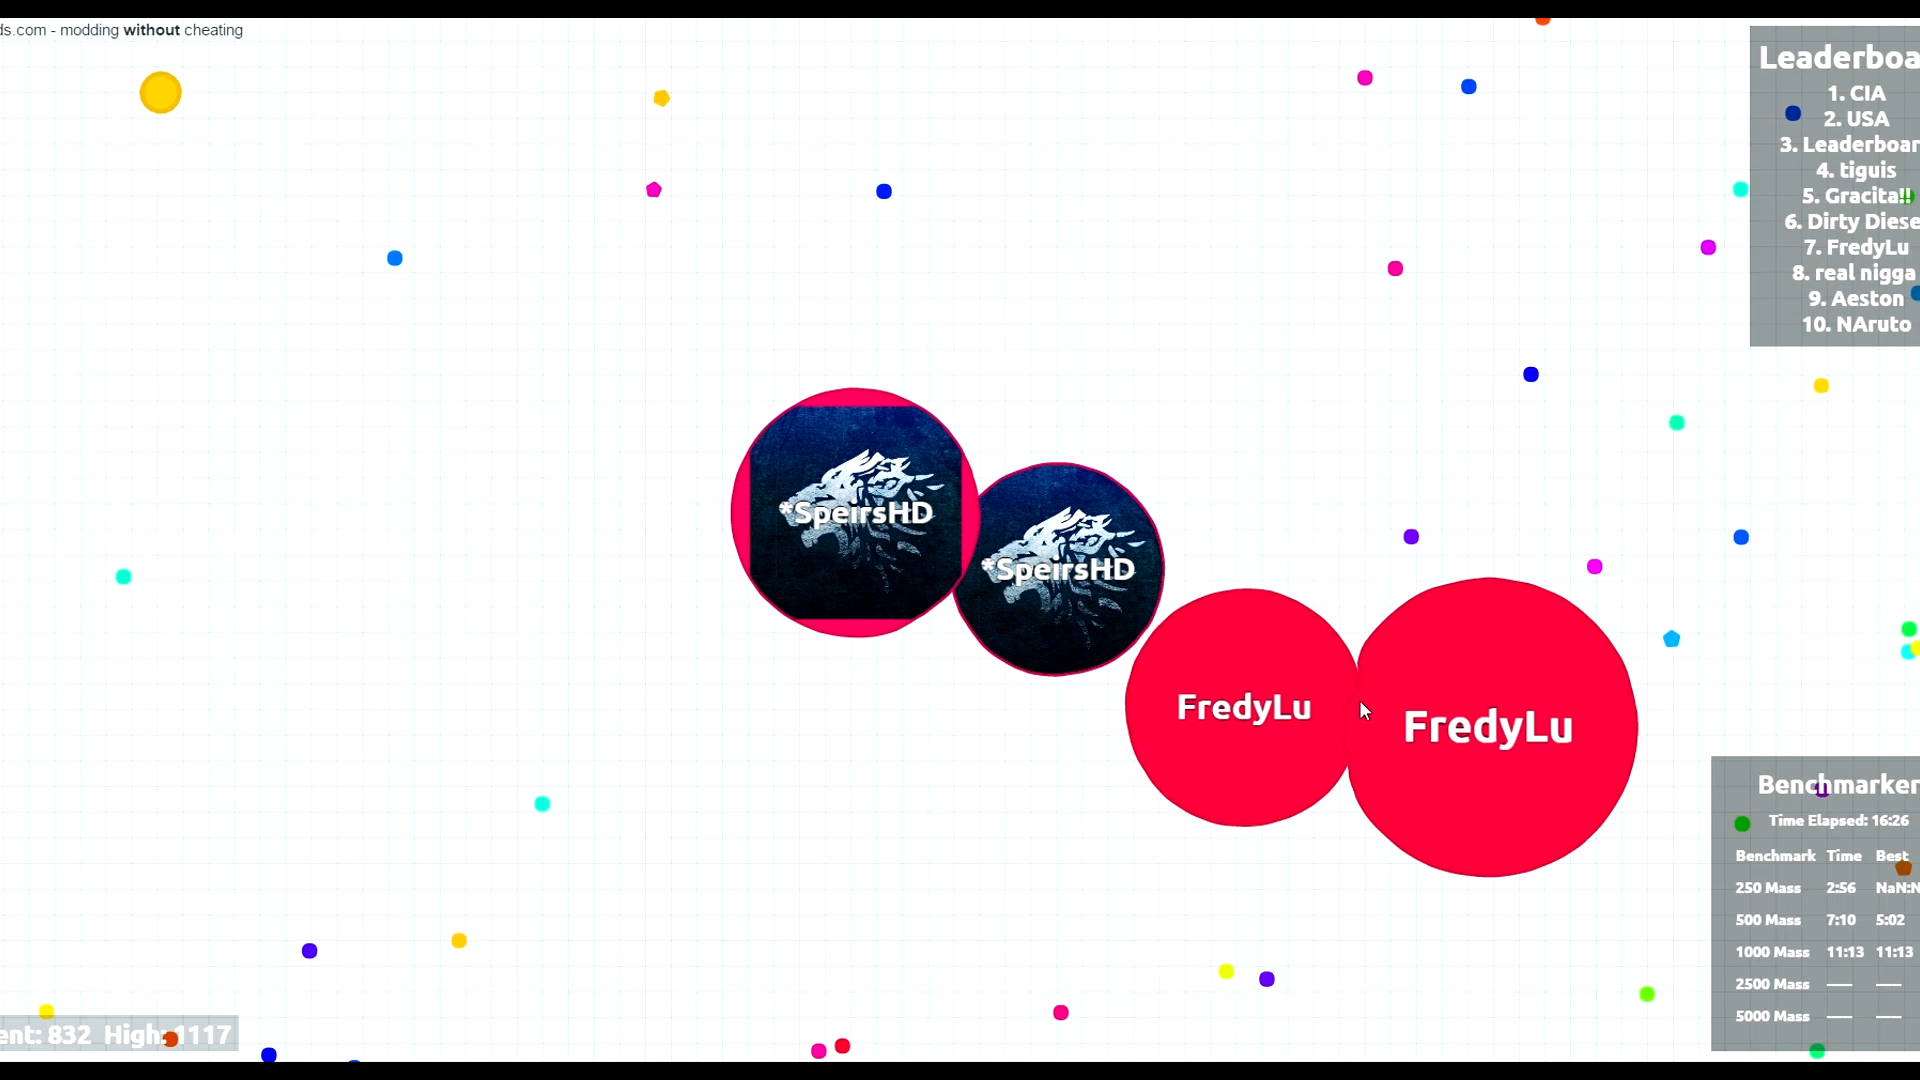 ds.com - modding without cheating
Leaderboa
1. CIA
2. USA
3. Leaderboar
4. tiguis
5. Gracita!!
6. Dirty Diese
7. FredyLu
8. real nigga
9. Aeston
10. NAruto
*SpeirsHD
*SpeirsHD
FredyLu
FredyLu
Benchmarker
Time Elapsed: 16:26
Benchmark Time Best
250 Mass 2:56 NaN:N
500 Mass 7:10 5:02
1000 Mass 11:13 11:13
2500 Mass —— ——
5000 Mass —— ——
ent: 832 High: 1117